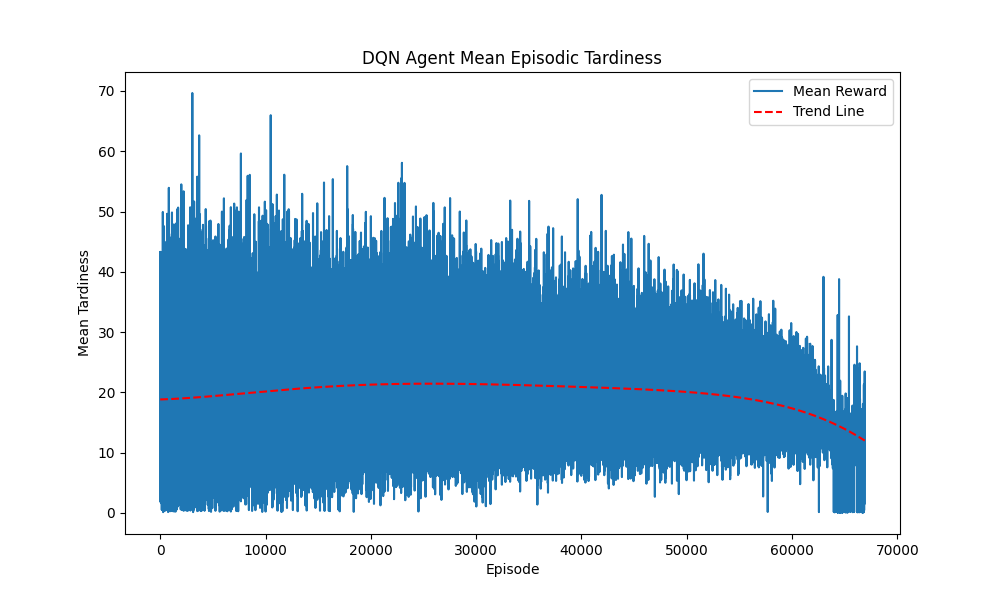 DQN Agent Mean Episodic Tardiness
Mean Reward
Trend Line
70
60
50
40
30
20
10
0
Mean Tardiness
0 10000 20000 30000 40000 50000 60000 70000
Episode